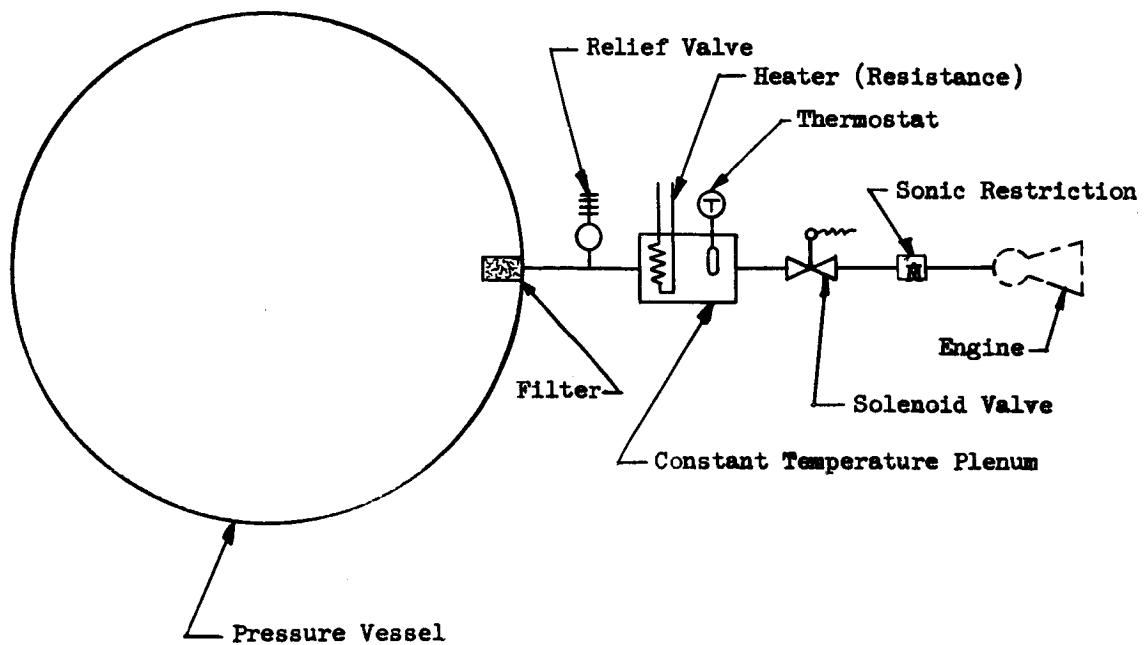 Relief Valve
Heater (Resistance)
Thermostat
Sonic Restriction
T
Engine
Filter
Solenoid Valve
Constant Temperature Plenum
Pressure Vessel